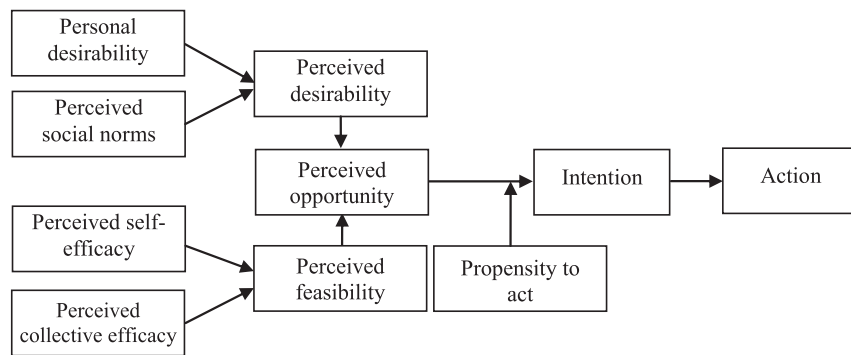 Personal
desirability
Perceived
social norms
Perceived
desirability
Perceived
opportunity
Intention
Action
Perceived self-
efficacy
Perceived
collective efficacy
Perceived
feasibility
Propensity to
act